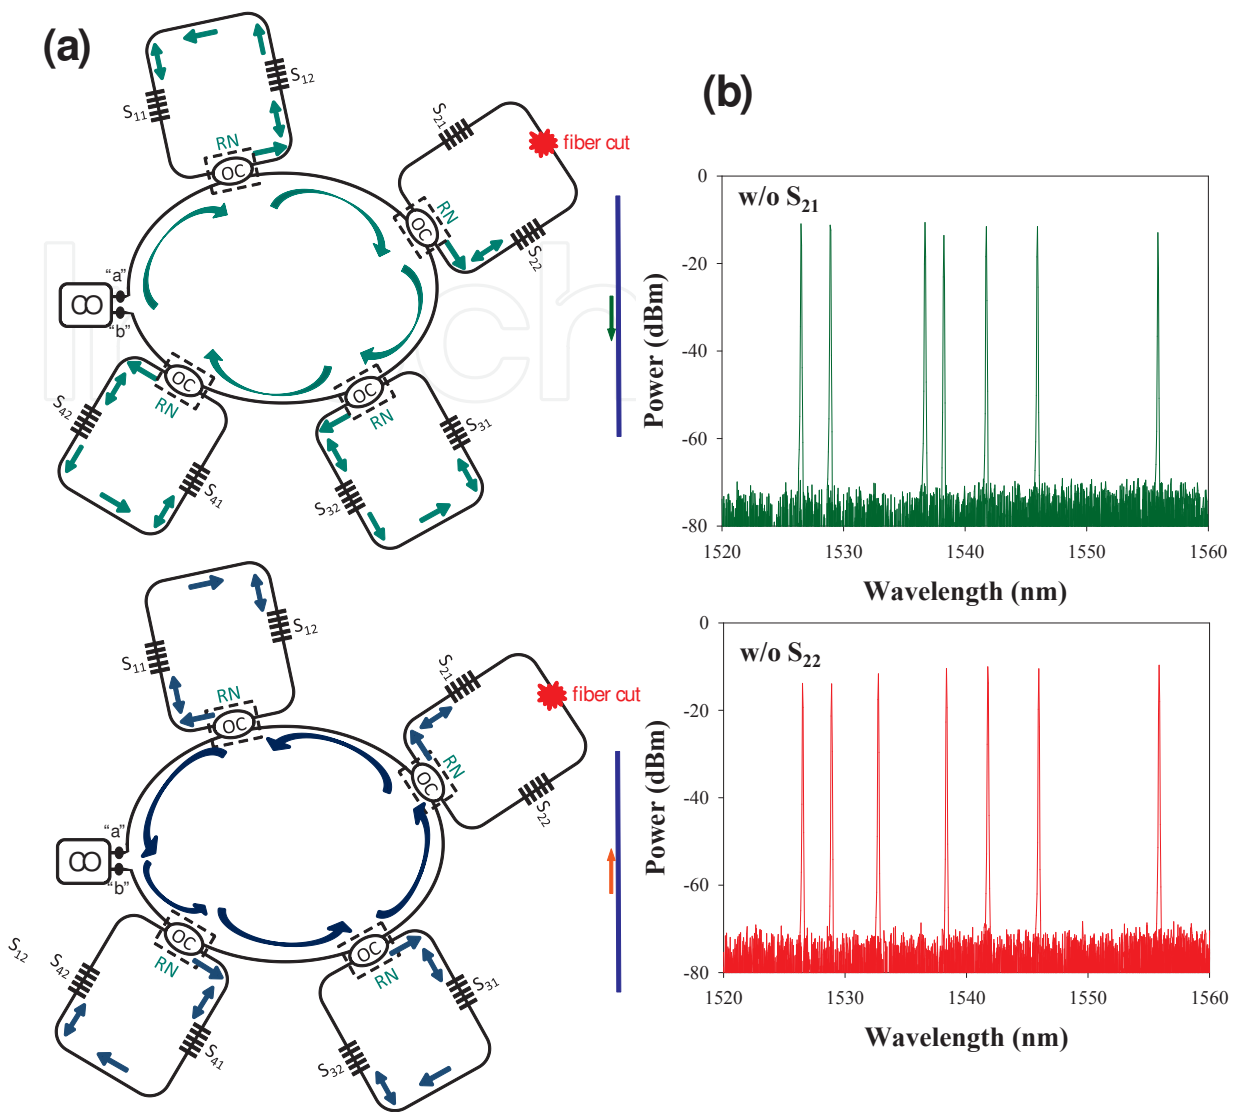 (a)
S12
S11
RN
OC
S21
fiber cut
RN
OC
S22
"a"
"b"
OC
RN
S42
S41
OC
RN
S31
S32
(b)
w/o S21
0
-20
-40
-60
-80
Power (dBm)
1520 1530 1540 1550 1560
Wavelength (nm)
S12
S11
RN
OC
S21
fiber cut
RN
OC
S22
"a"
"b"
OC
RN
S12
S42
S41
OC
RN
S31
S32
w/o S22
0
-20
-40
-60
-80
Power (dBm)
1520 1530 1540 1550 1560
Wavelength (nm)